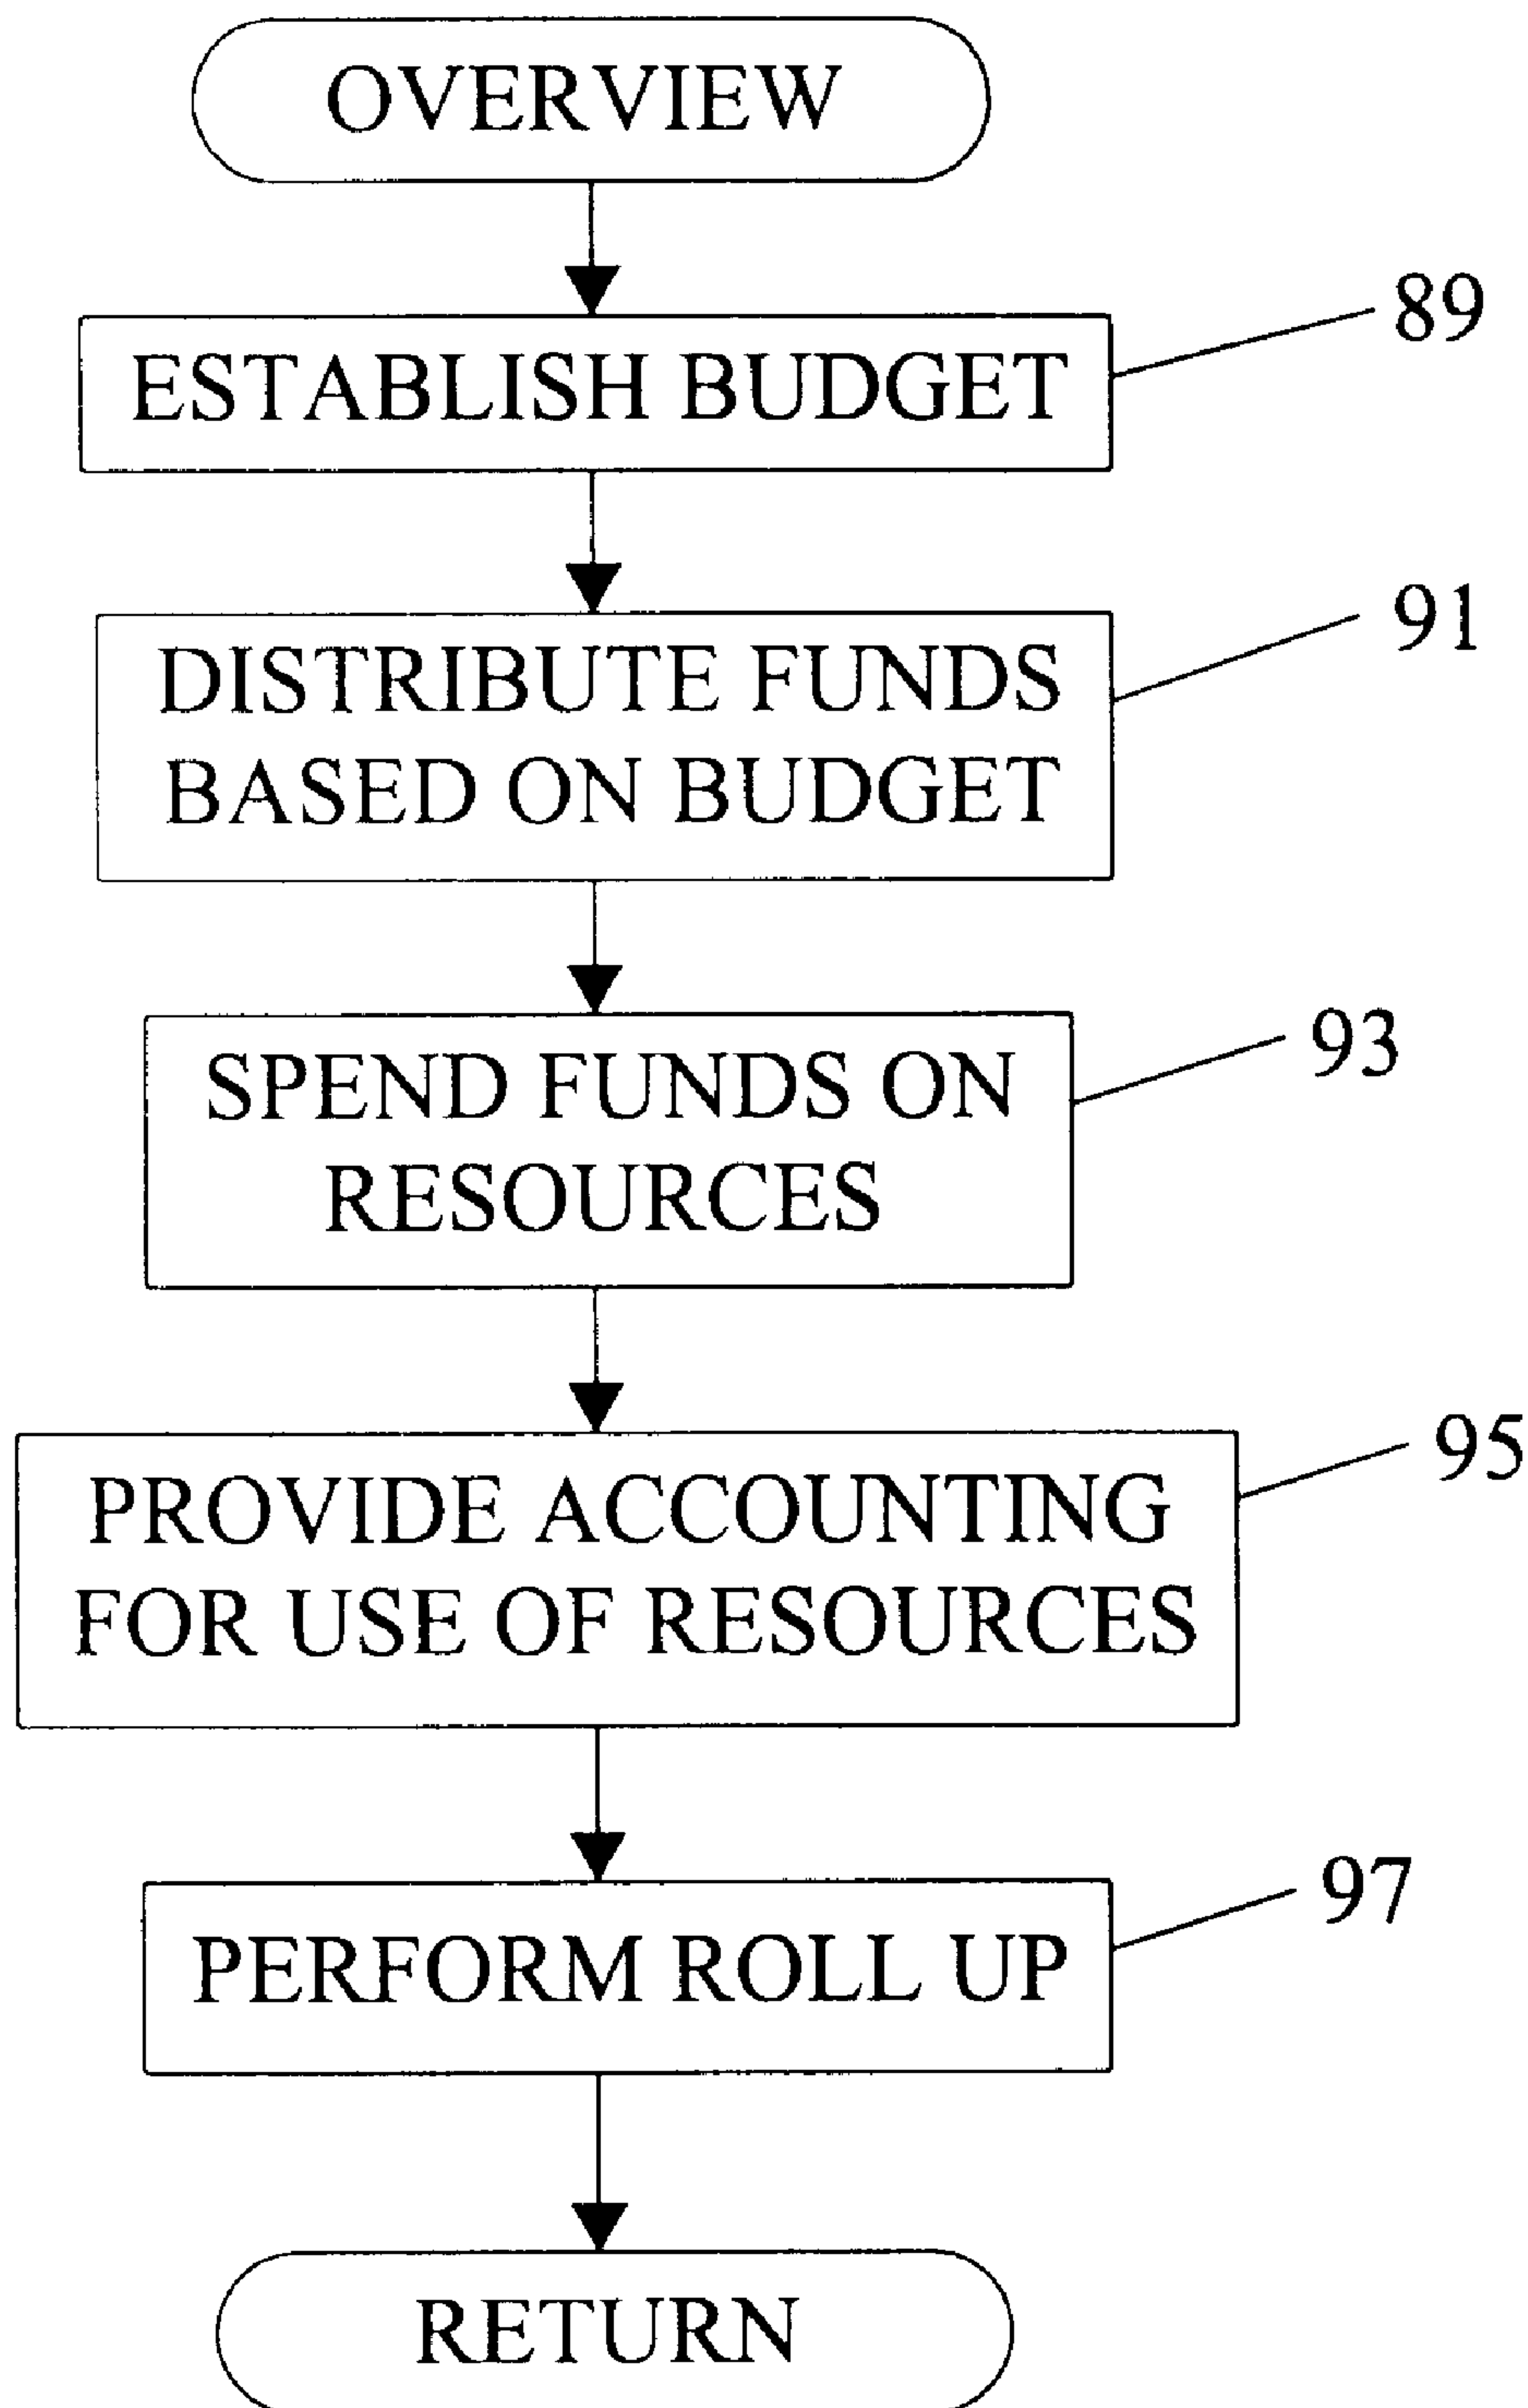 OVERVIEW
89
ESTABLISH BUDGET
91
DISTRIBUTE FUNDS
BASED ON BUDGET
93
SPEND FUNDS ON
RESOURCES
95
PROVIDE ACCOUNTING
FOR USE OF RESOURCES
97
PERFORM ROLL UP
RETURN